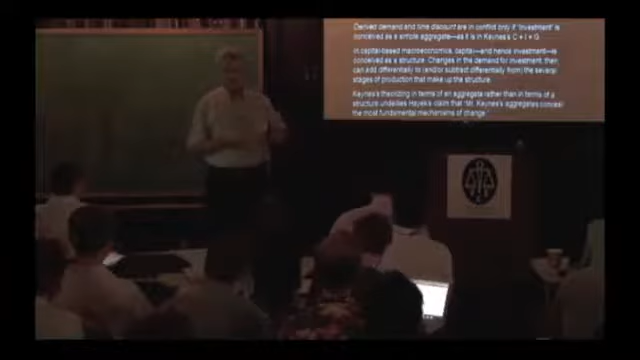 Derived demand and time discount are in conflict only if "investment" is
conceived as a simple aggregate—as it is in Keynes's C + I + G.
In capital-based macroeconomics, capital—and hence investment—is
conceived as a structure. Changes in the demand for investment, then
can add differentially to (and/or subtract differentially from) the several
stages of production that make up the structure.
Keynes's theorizing in terms of an aggregate rather than in terms of a
structure underlies Hayek's claim that "Mr. Keynes's aggregates conceal
the most fundamental mechanisms of change."